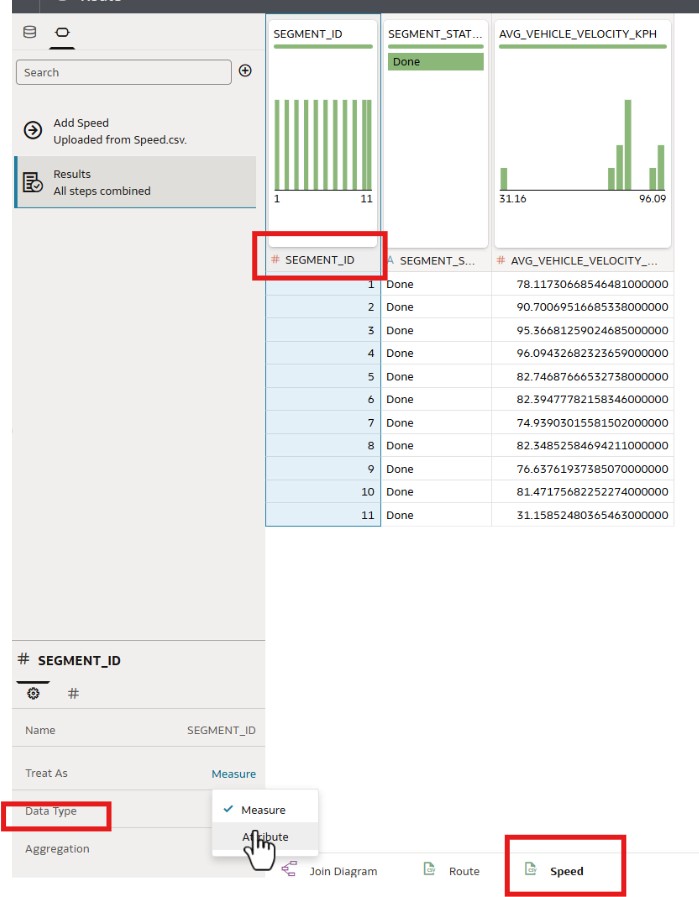 SEGMENT_ID
SEGMENT_STAT...
AVG_VEHICLE_VELOCITY_KPH
Done
Search
Add Speed
Uploaded from Speed.csv.
Results
All steps combined
1 11
31.16 96.09
# SEGMENT_ID
A SEGMENT_S...
# AVG_VEHICLE_VELOCITY_...
1 Done 78.11730668546481000000
2 Done 90.70069516685338000000
3 Done 95.36681259024685000000
4 Done 96.09432682323659000000
5 Done 82.74687666532738000000
6 Done 82.39477782158346000000
7 Done 74.93903015581502000000
8 Done 82.34852584694211000000
9 Done 76.63761937385070000000
10 Done 81.47175682252274000000
11 Done 31.15852480365463000000
# SEGMENT_ID
#
Name SEGMENT_ID
Treat As Measure
Data Type
Measure
Attribute
Aggregation
Join Diagram
Route
Speed